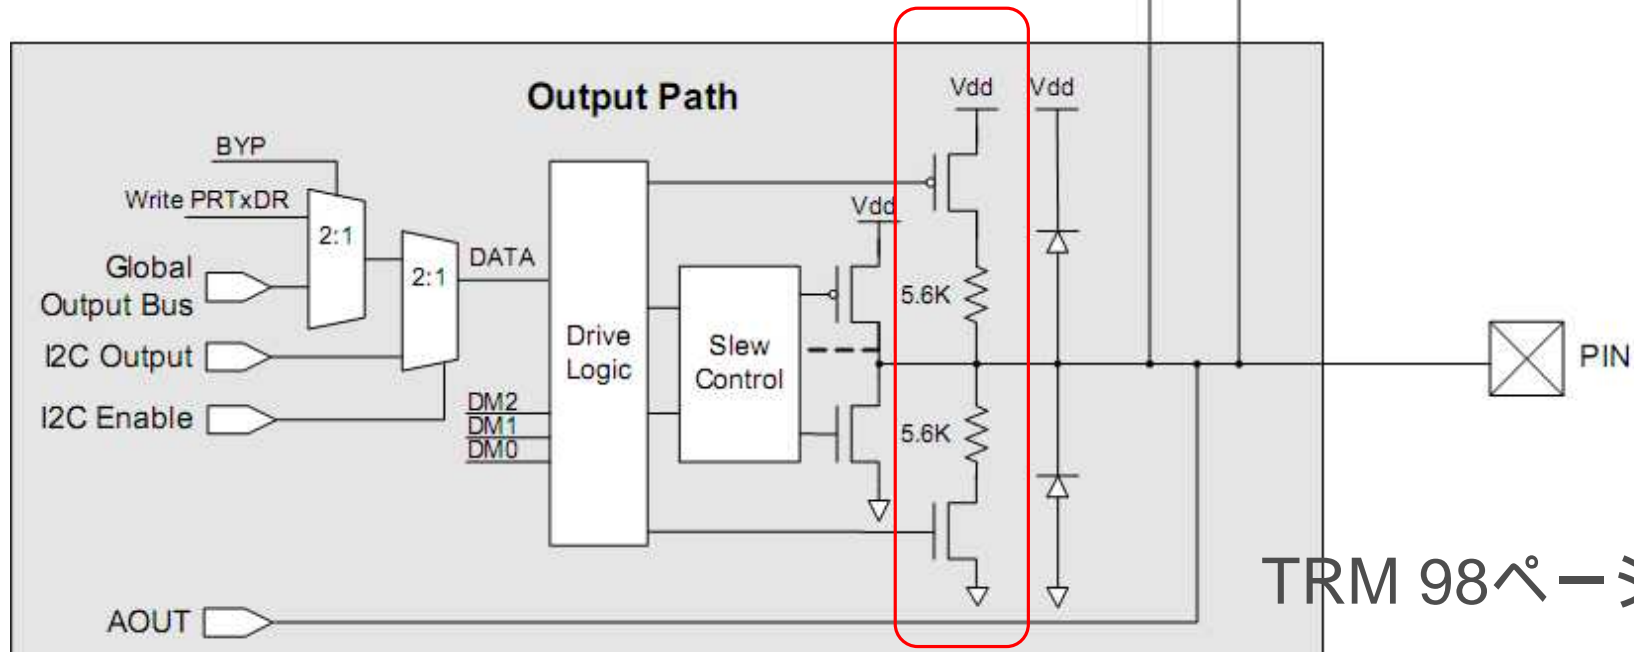 Output Path
Vdd
Vdd
BYP
Write PRTxDR
2:1
Vdd
Global
Output Bus
2:1
DATA
5.6K
I2C Output
Drive
Logic
Slew
Control
PIN
I2C Enable
DM2
DM1
DM0
5.6K
AOUT
TRM 98ページ